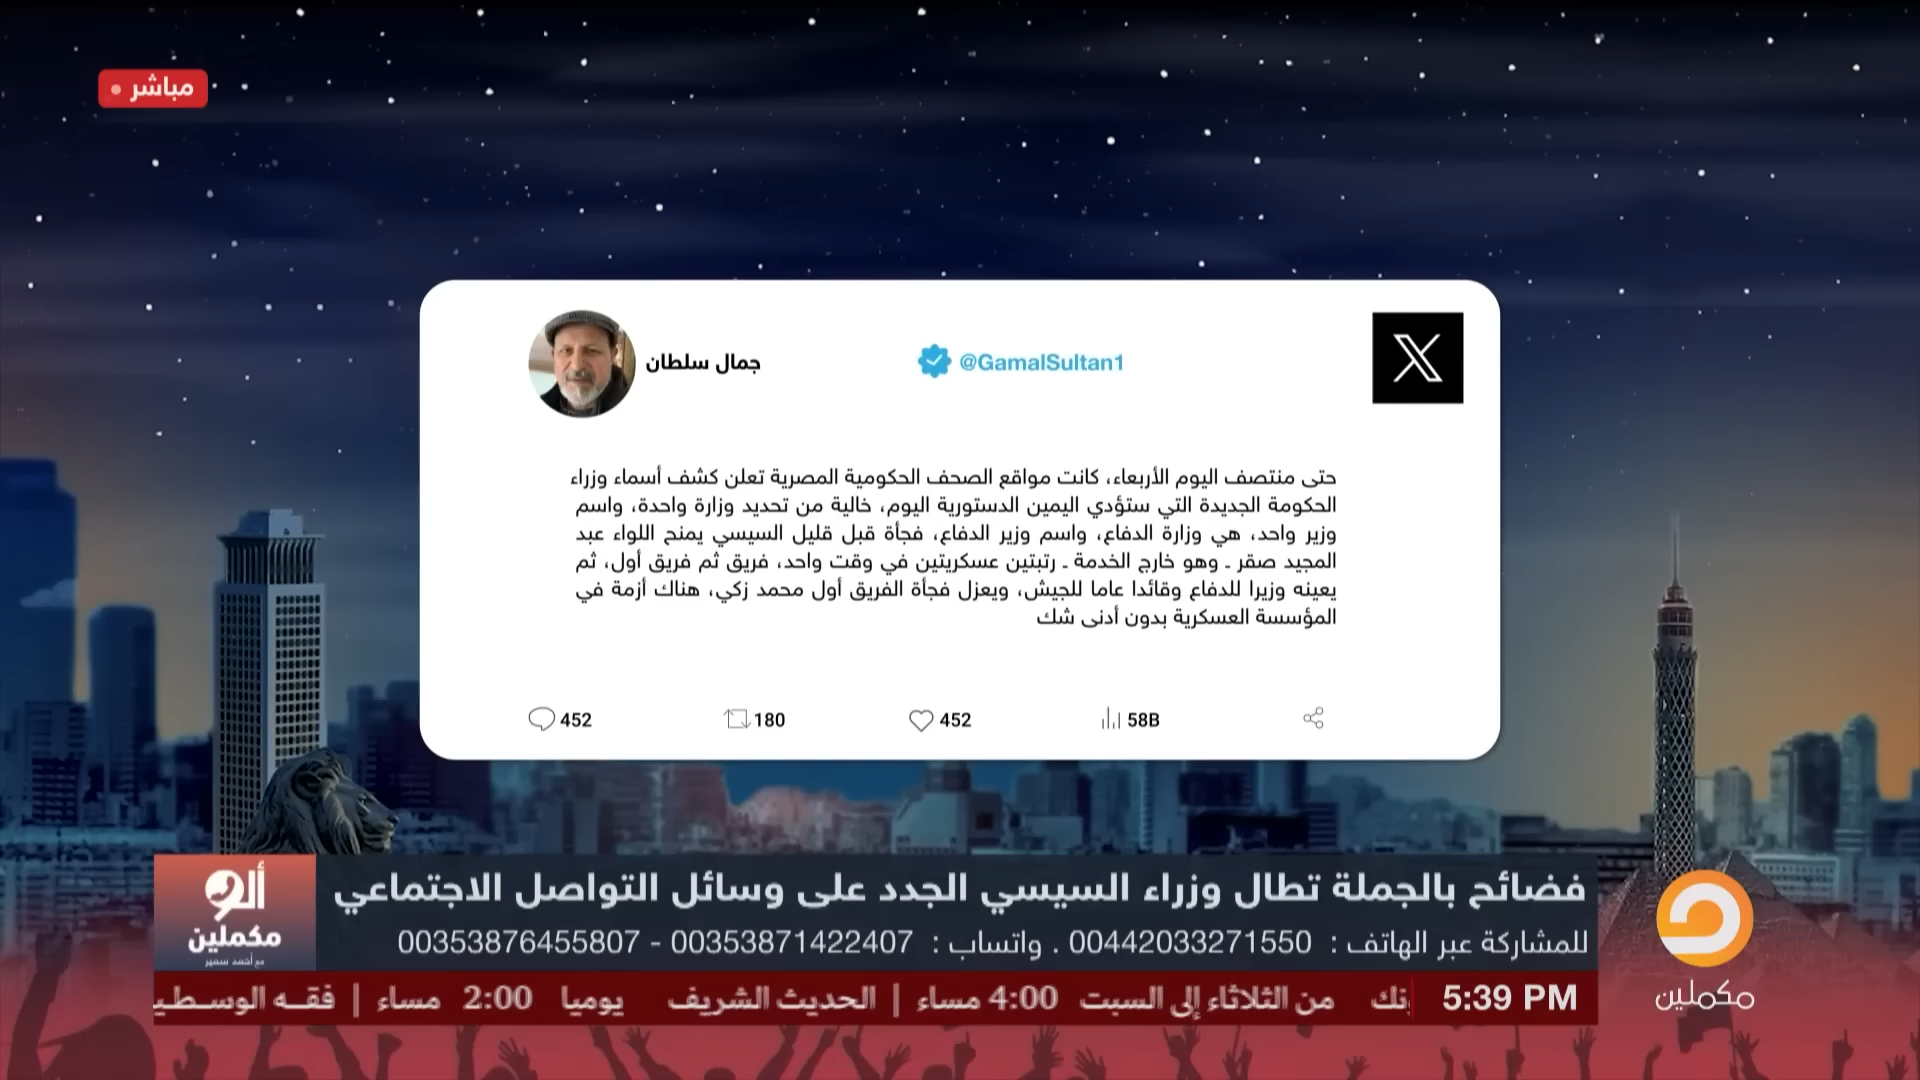 مباشر
جمال سلطان
@GamalSultan1
حتى منتصف اليوم الأربعاء، كانت مواقع الصحف الحكومية المصرية تعلن كشف أسماء وزراء
الحكومة الجديدة التي ستؤدي اليمين الدستورية اليوم، خالية من تحديد وزارة واحدة، واسم
وزير واحد، هي وزارة الدفاع، واسم وزير الدفاع، فجأة قبل قليل السيسي يمنح اللواء عبد
المجيد صقر ـ وهو خارج الخدمة ـ رتبتين عسكريتين في وقت واحد، فريق ثم فريق أول، ثم
يعينه وزيرا للدفاع وقائدا عاما للجيش، ويعزل فجأة الفريق أول محمد زكي، هناك أزمة في
المؤسسة العسكرية بدون أدنى شك
452
180
452
58B
ألو
مكملين
مع أحمد سمير
فضائح بالجملة تطال وزراء السيسي الجدد على وسائل التواصل الاجتماعي
للمشاركة عبر الهاتف : 00442033271550 . واتساب : 00353871422407 - 00353876455807
5:39 PM
من الثلاثاء إلى السبت 4:00 مساء | الحديث الشريف يوميا 2:00 مساء | فقه
مكملين